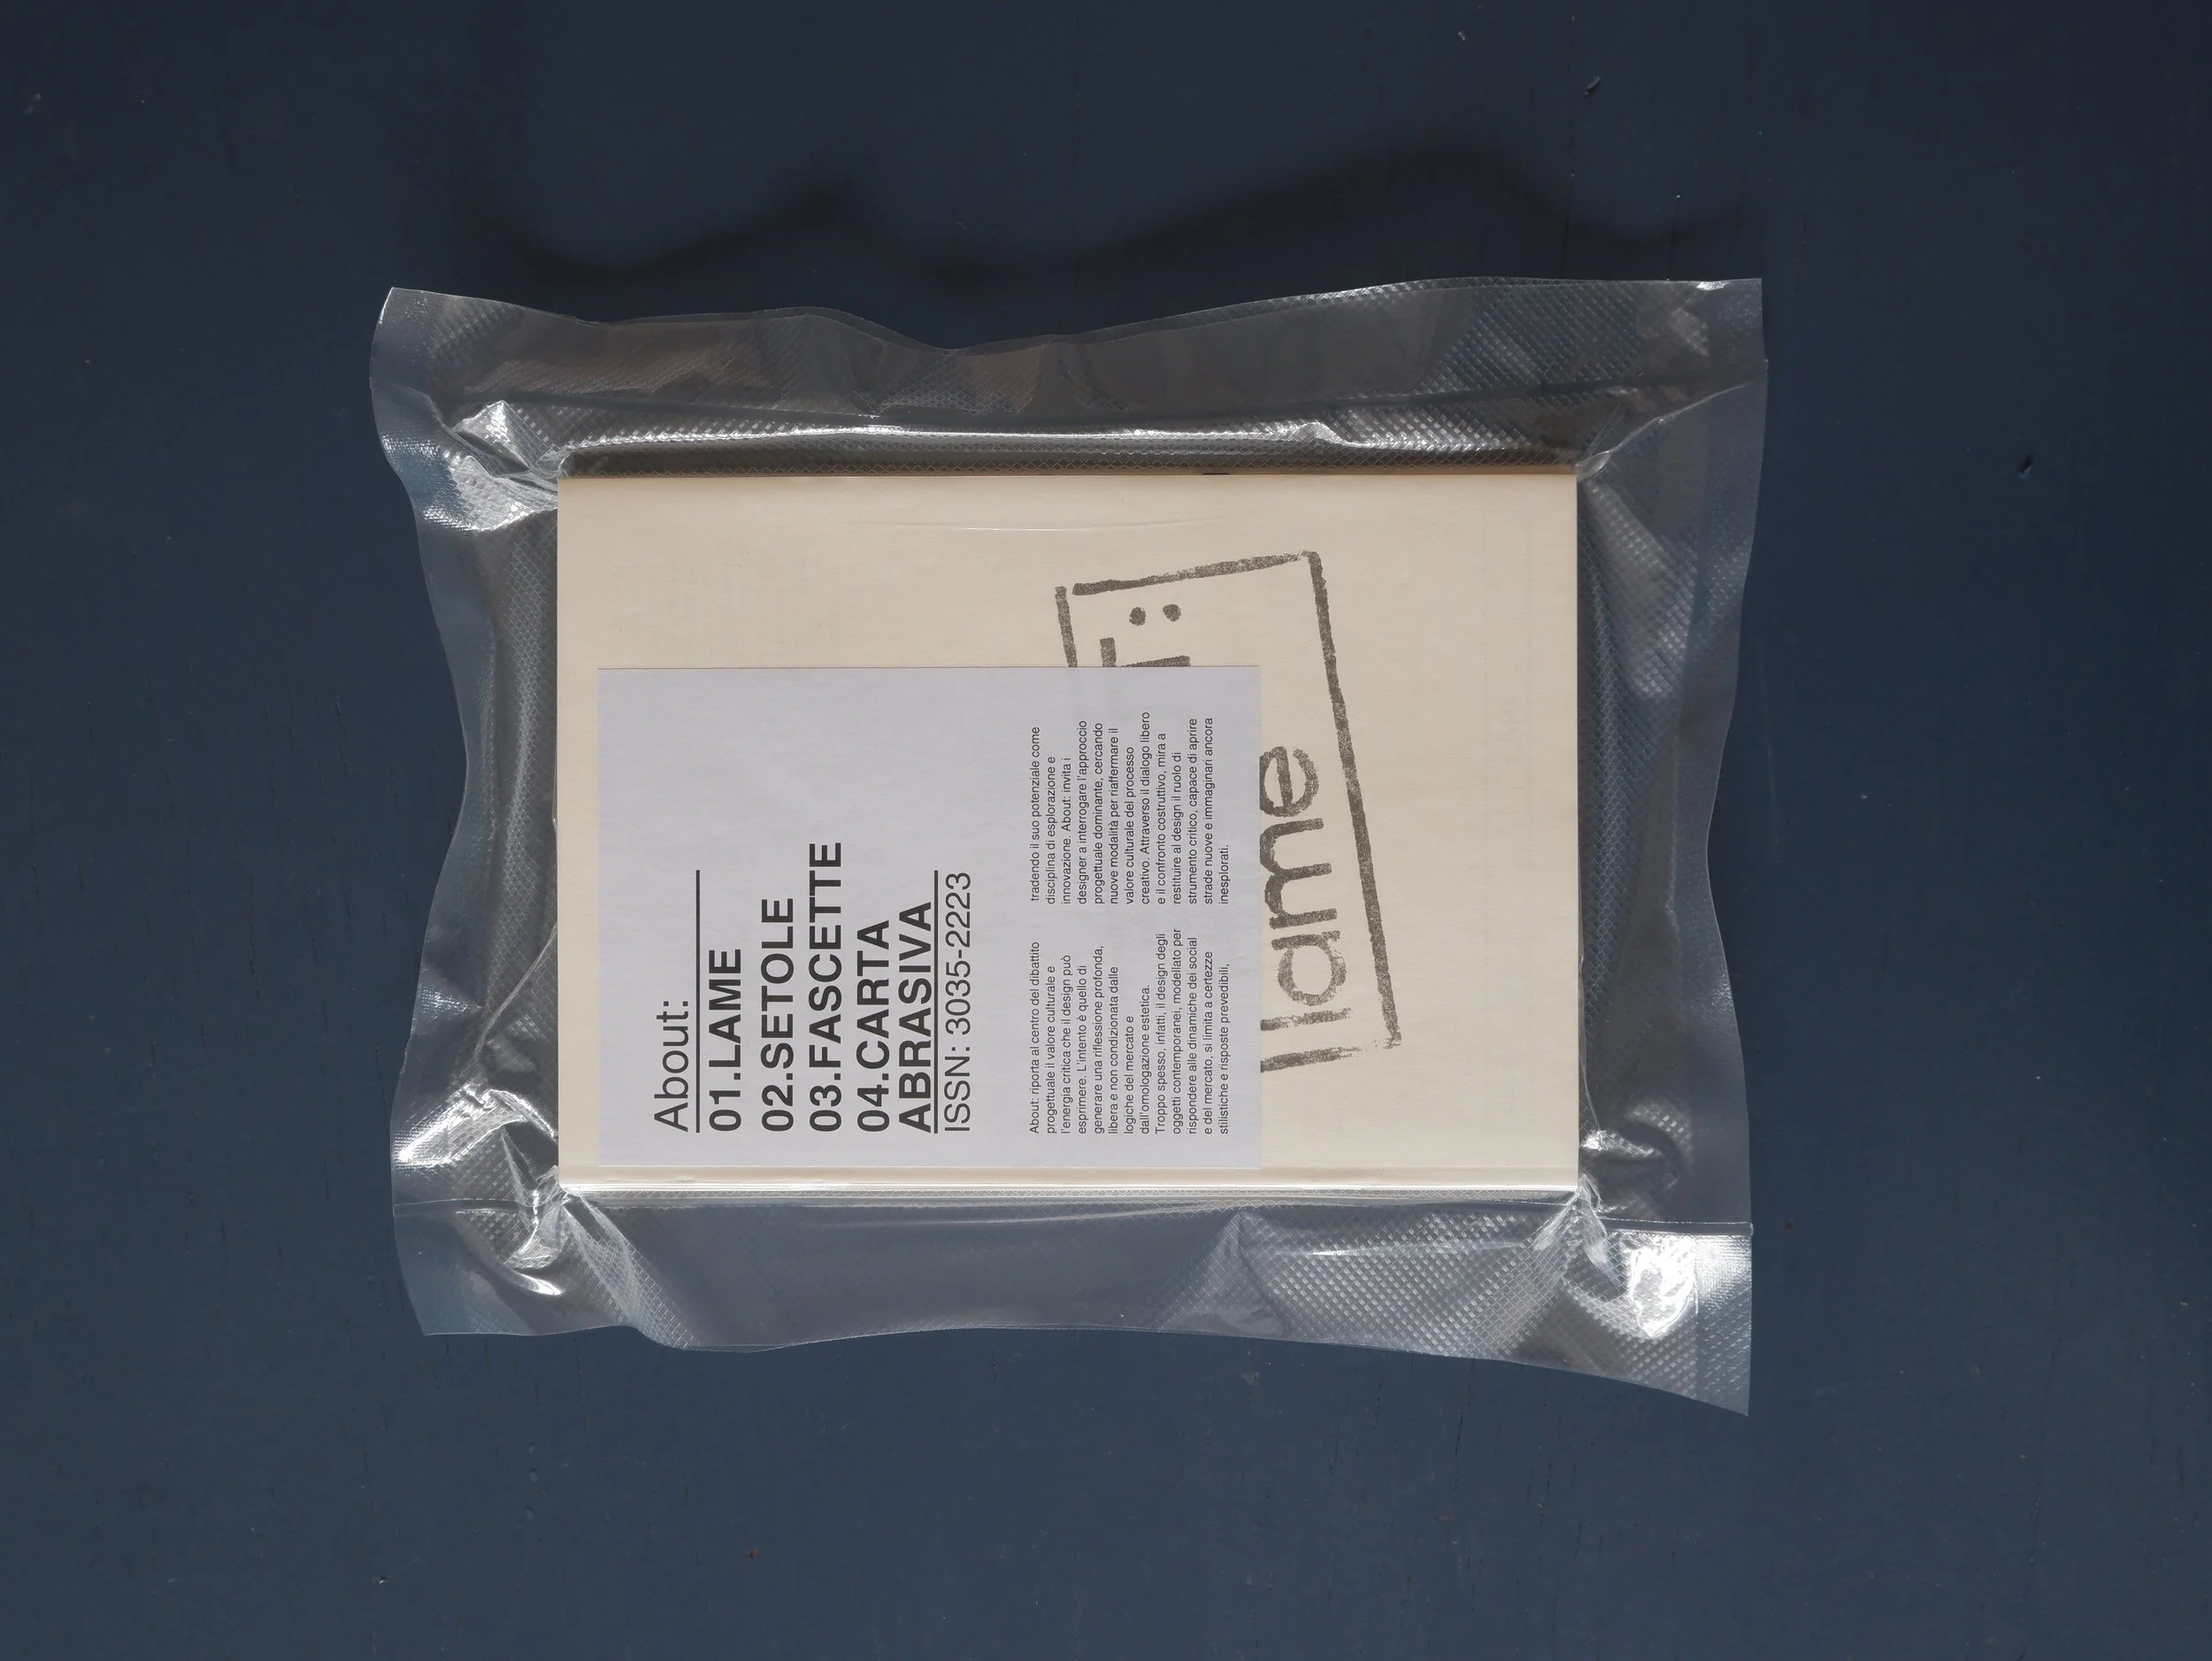 About:
01.LAME
02.SETOLE
03.FASCETTE
04.CARTA
ABRASIVA
ISSN: 3035-2223
About: riporta al centro del dibattito
progettuale il valore culturale e
l'energia critica che il design può
esprimere. L'intento è quello di
generare una riflessione profonda,
libera e non condizionata dalle
logiche del mercato e
dall'omologazione estetica.
Troppo spesso, infatti, il design degli
oggetti contemporanei, modellato per
rispondere alle dinamiche dei social
e del mercato, si limita a certezze
stilistiche e risposte prevedibili,
tradendo il suo potenziale come
disciplina di esplorazione e
innovazione. About: invita i
designer a interrogare l'approccio
progettuale dominante, cercando
nuove modalità per riaffermare il
valore culturale del processo
creativo. Attraverso il dialogo libero
e il confronto costruttivo, mira a
restituire al design il ruolo di
strumento critico, capace di aprire
strade nuove e immaginari ancora
inesplorati.
lame